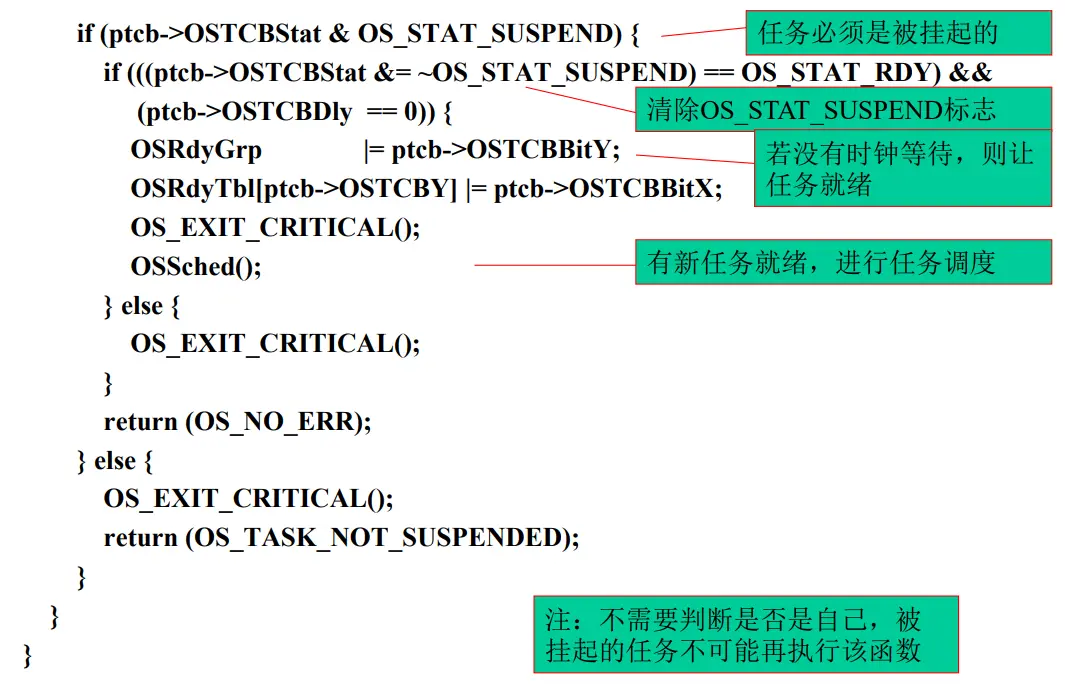 if (ptcb->OSTCBStat & OS_STAT_SUSPEND) {
任务必须是被挂起的
if (((ptcb->OSTCBStat &= ~OS_STAT_SUSPEND) == OS_STAT_RDY) &&
(ptcb->OSTCBDly == 0)) {
清除OS_STAT_SUSPEND标志
OSRdyGrp |= ptcb->OSTCBBitY;
若没有时钟等待，则让
任务就绪
OSRdyTbl[ptcb->OSTCBY] |= ptcb->OSTCBBitX;
OS_EXIT_CRITICAL();
OSSched();
有新任务就绪，进行任务调度
} else {
OS_EXIT_CRITICAL();
}
return (OS_NO_ERR);
} else {
OS_EXIT_CRITICAL();
return (OS_TASK_NOT_SUSPENDED);
}
}
注：不需要判断是否是自己，被
挂起的任务不可能再执行该函数
}